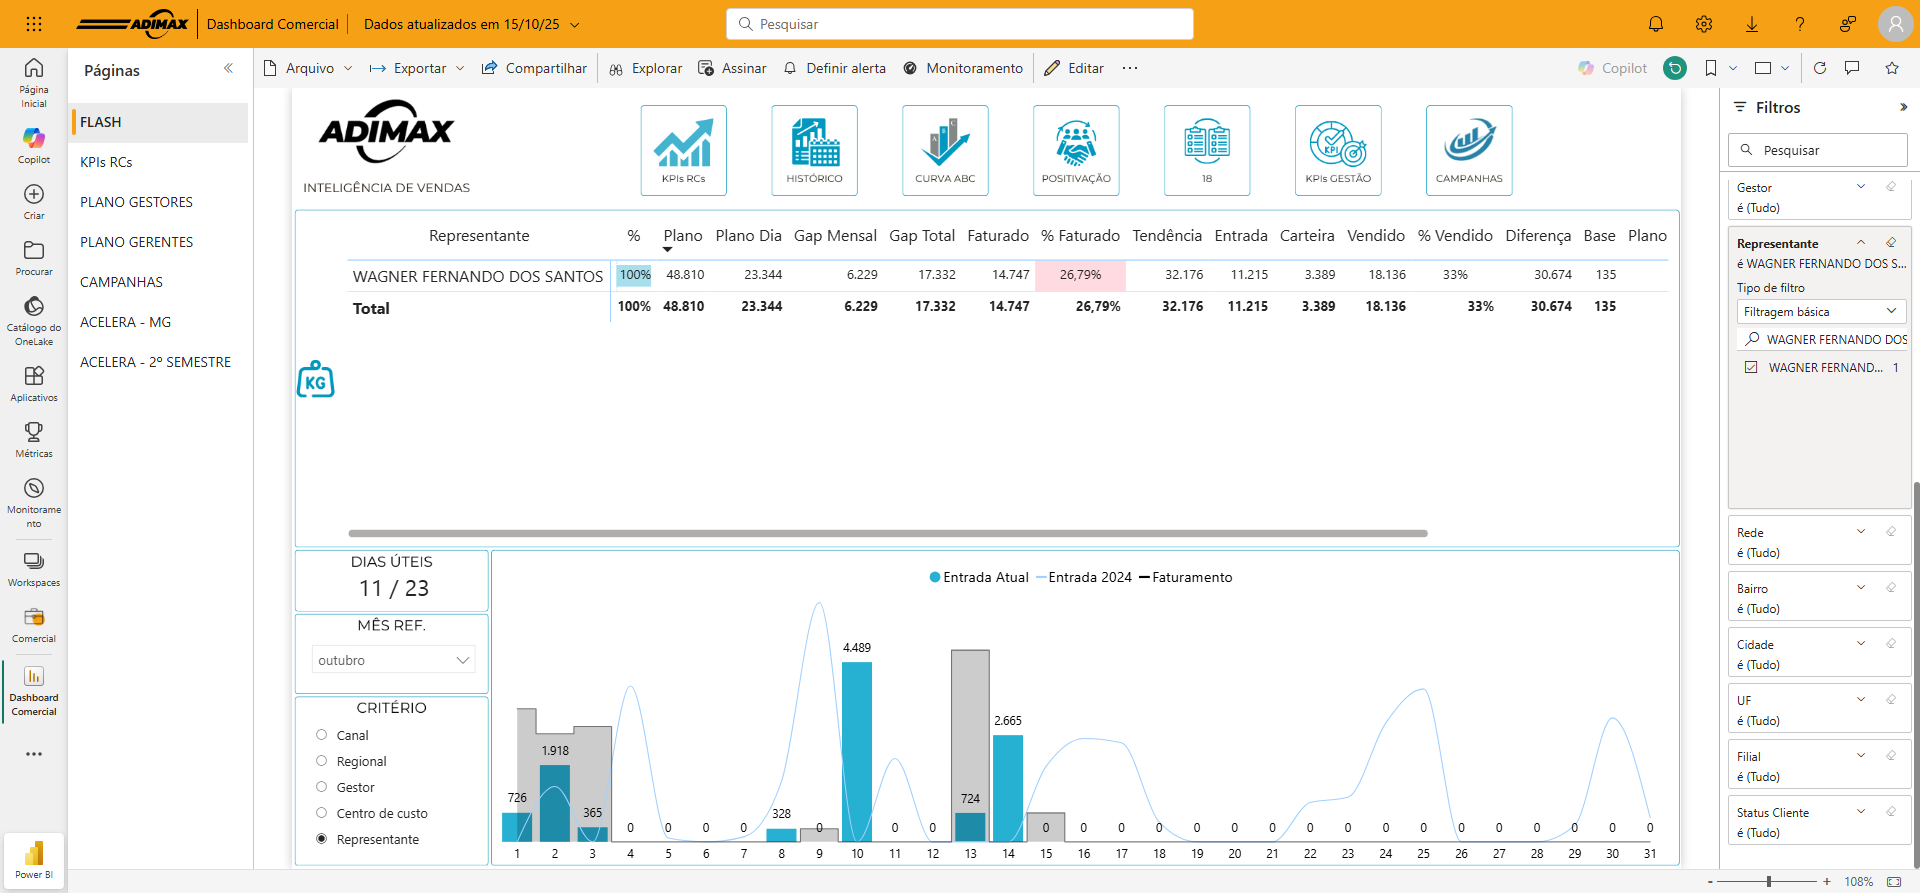 ADIMAX
Dashboard Comercial
Dados atualizados em 15/10/25
Pesquisar
Página Inicial
Copilot
Criar
Procurar
Catálogo do OneLake
Aplicativos
Métricas
Monitoramento
Workspaces
Comercial
Dashboard Comercial
Power BI
Páginas
FLASH
KPIs RCs
PLANO GESTORES
PLANO GERENTES
CAMPANHAS
ACELERA - MG
ACELERA - 2º SEMESTRE
Arquivo Exportar Compartilhar Explorar Assinar Definir alerta Monitoramento Editar ... Copilot
ADIMAX
INTELIGÊNCIA DE VENDAS
KPIs RCs
HISTÓRICO
A B C
CURVA ABC
POSITIVAÇÃO
18
KPI
KPIs GESTÃO
CAMPANHAS
Representante % Plano Plano Dia Gap Mensal Gap Total Faturado % Faturado Tendência Entrada Carteira Vendido % Vendido Diferença Base Plano
WAGNER FERNANDO DOS SANTOS 100% 48.810 23.344 6.229 17.332 14.747 26,79% 32.176 11.215 3.389 18.136 33% 30.674 135
Total 100% 48.810 23.344 6.229 17.332 14.747 26,79% 32.176 11.215 3.389 18.136 33% 30.674 135
KG
DIAS ÚTEIS
11 / 23
MÊS REF.
outubro
CRITÉRIO
Canal
Regional
Gestor
Centro de custo
Representante
Entrada Atual Entrada 2024 Faturamento
726 1.918 365 0 0 0 0 328 0 4.489 0 0 724 2.665 0 0 0 0 0 0 0 0 0 0 0 0 0 0 0 0 0
1 2 3 4 5 6 7 8 9 10 11 12 13 14 15 16 17 18 19 20 21 22 23 24 25 26 27 28 29 30 31
Filtros
Pesquisar
Gestor
é (Tudo)
Representante
é WAGNER FERNANDO DOS S...
Tipo de filtro
Filtragem básica
WAGNER FERNANDO DOS
WAGNER FERNAND... 1
Rede
é (Tudo)
Bairro
é (Tudo)
Cidade
é (Tudo)
UF
é (Tudo)
Filial
é (Tudo)
Status Cliente
é (Tudo)
- + 108%